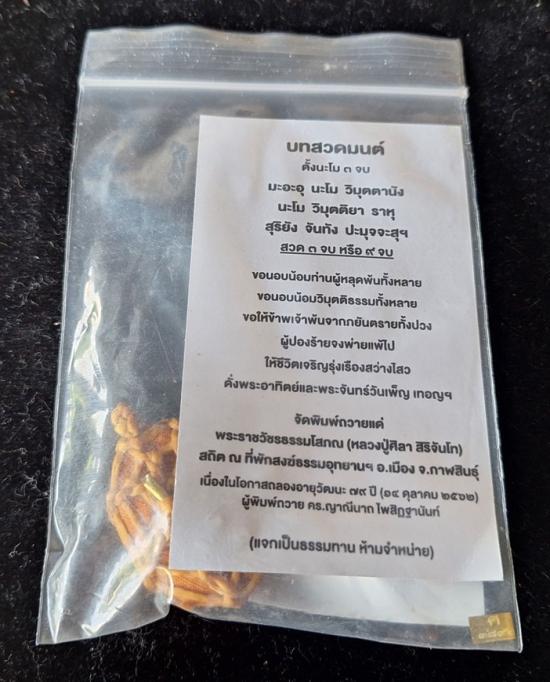 บทสวดมนต์
ตั้งนะโม ๓ จบ
มะอะอุ นะโม วิมุตตานัง
นะโม วิมุตติยา ราหุ
สุริยัง จันทัง ปะมุจจะสุฯ
สวด ๓ จบ หรือ ๙ จบ
ขอนอบน้อมท่านผู้หลุดพ้นทั้งหลาย
ขอนอบน้อมวิมุตติธรรมทั้งหลาย
ขอให้ข้าพเจ้าพ้นจากภยันตรายทั้งปวง
ผู้ปองร้ายจงพ่ายแพ้ไป
ให้ชีวิตเจริญรุ่งเรืองสว่างไสว
ดั่งพระอาทิตย์และพระจันทร์วันเพ็ญ เทอญฯ
จัดพิมพ์ถวายแด่
พระราชวัชรธรรมโสภณ (หลวงปู่ศิลา สิริจันโท)
สถิต ณ ที่พักสงฆ์ธรรมอุทยานฯ อ.เมือง จ.กาฬสินธุ์
เนื่องในโอกาสฉลองอายุวัฒนะ ๗๙ ปี (๑๔ ตุลาคม ๒๕๖๖)
ผู้พิมพ์ถวาย ดร.ญาณีนาถ โพสิฏฐานันท์
(แจกเป็นธรรมทาน ห้ามจำหน่าย)